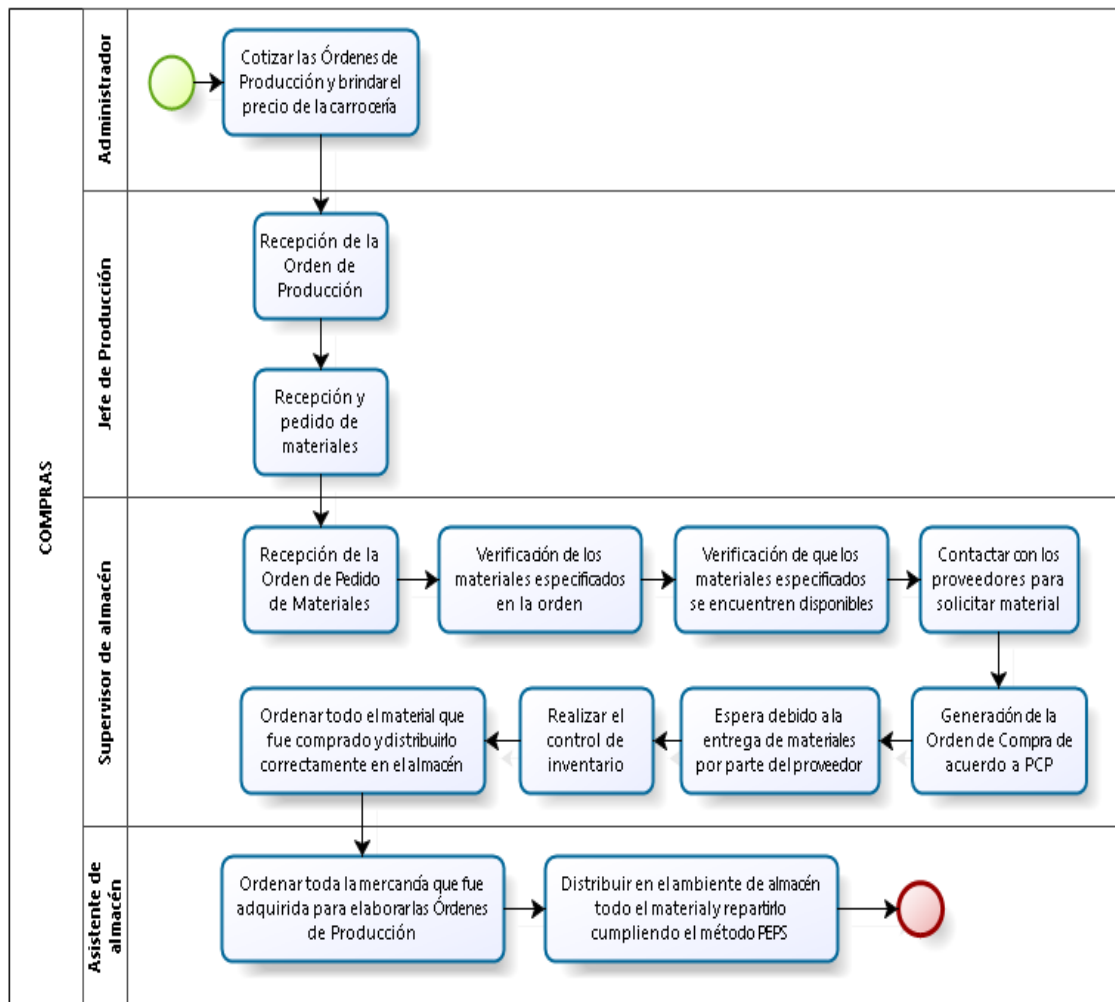 COMPRAS
Administrador
Cotizar las Órdenes de
Producción y brindar el
precio de la carrocería
Jefe de Producción
Recepción de la
Orden de
Producción
Recepción y
pedido de
materiales
Supervisor de almacén
Recepción de la
Orden de Pedido
de Materiales
Verificación de los
materiales especificados
en la orden
Verificación de que los
materiales especificados
se encuentren disponibles
Contactar con los
proveedores para
solicitar material
Generación de la
Orden de Compra de
acuerdo a PCP
Espera debido a la
entrega de materiales
por parte del proveedor
Realizar el
control de
inventario
Ordenar todo el material que
fue comprado y distribuirlo
correctamente en el almacén
Asistente de
almacén
Ordenar toda la mercancía que fue
adquirida para elaborar las Órdenes
de Producción
Distribuir en el ambiente de almacén
todo el material y repartirlo
cumpliendo el método PEPS